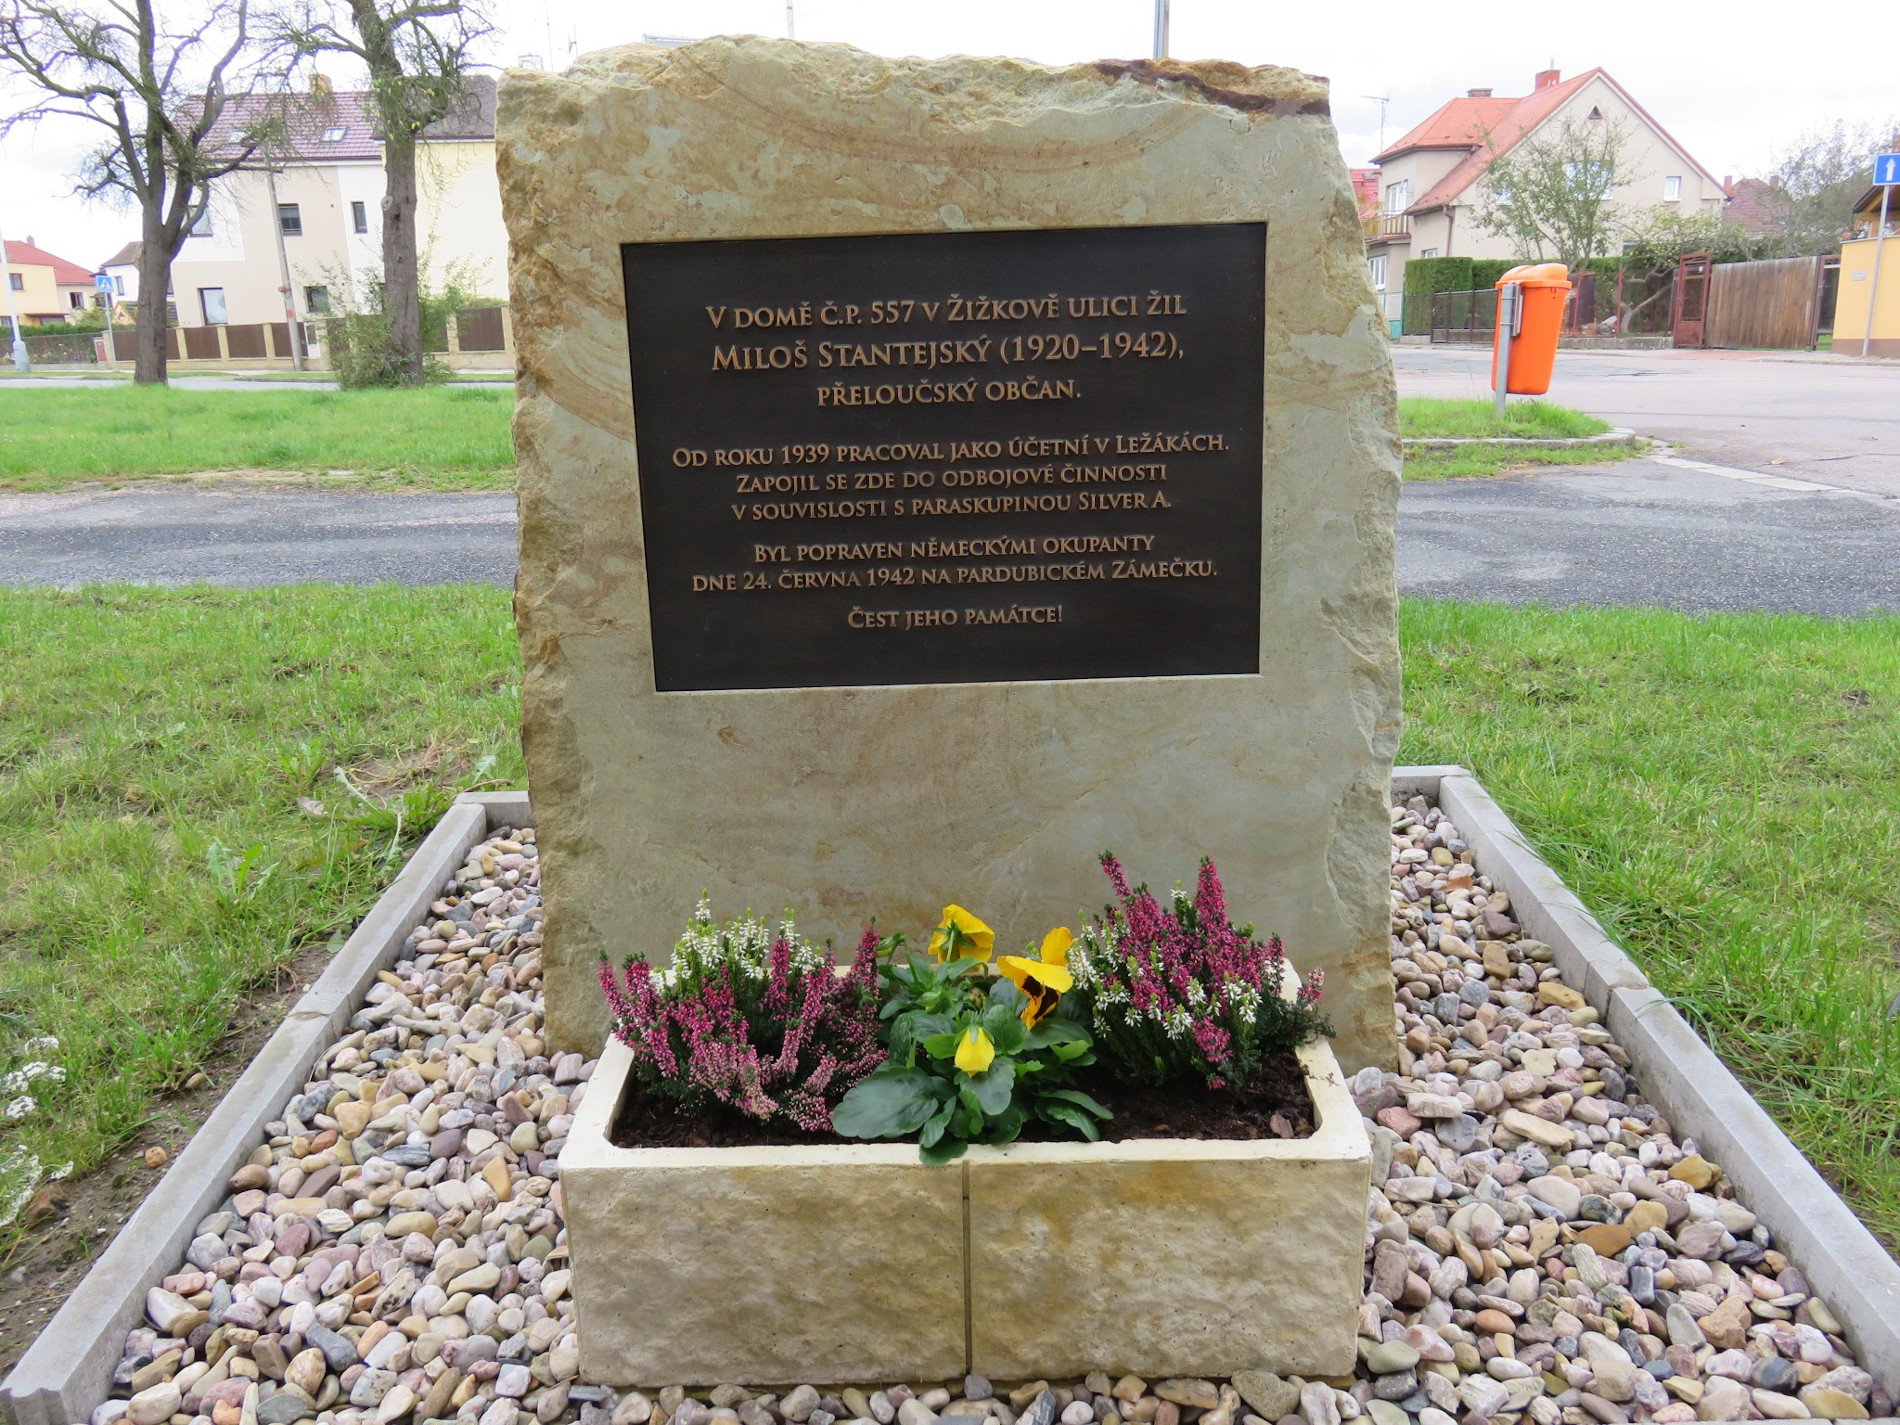 V DOMĚ Č.P. 557 V ŽIŽKOVĚ ULICI ŽIL
MILOŠ STANTEJSKÝ (1920–1942),
PŘELOUČSKÝ OBČAN.
OD ROKU 1939 PRACOVAL JAKO ÚČETNÍ V LEŽÁKÁCH.
ZAPOJIL SE ZDE DO ODBOJOVÉ ČINNOSTI
V SOUVISLOSTI S PARASKUPINOU SILVER A.
BYL POPRAVEN NĚMECKÝMI OKUPANTY
DNE 24. ČERVNA 1942 NA PARDUBICKÉM ZÁMEČKU.
ČEST JEHO PAMÁTCE!